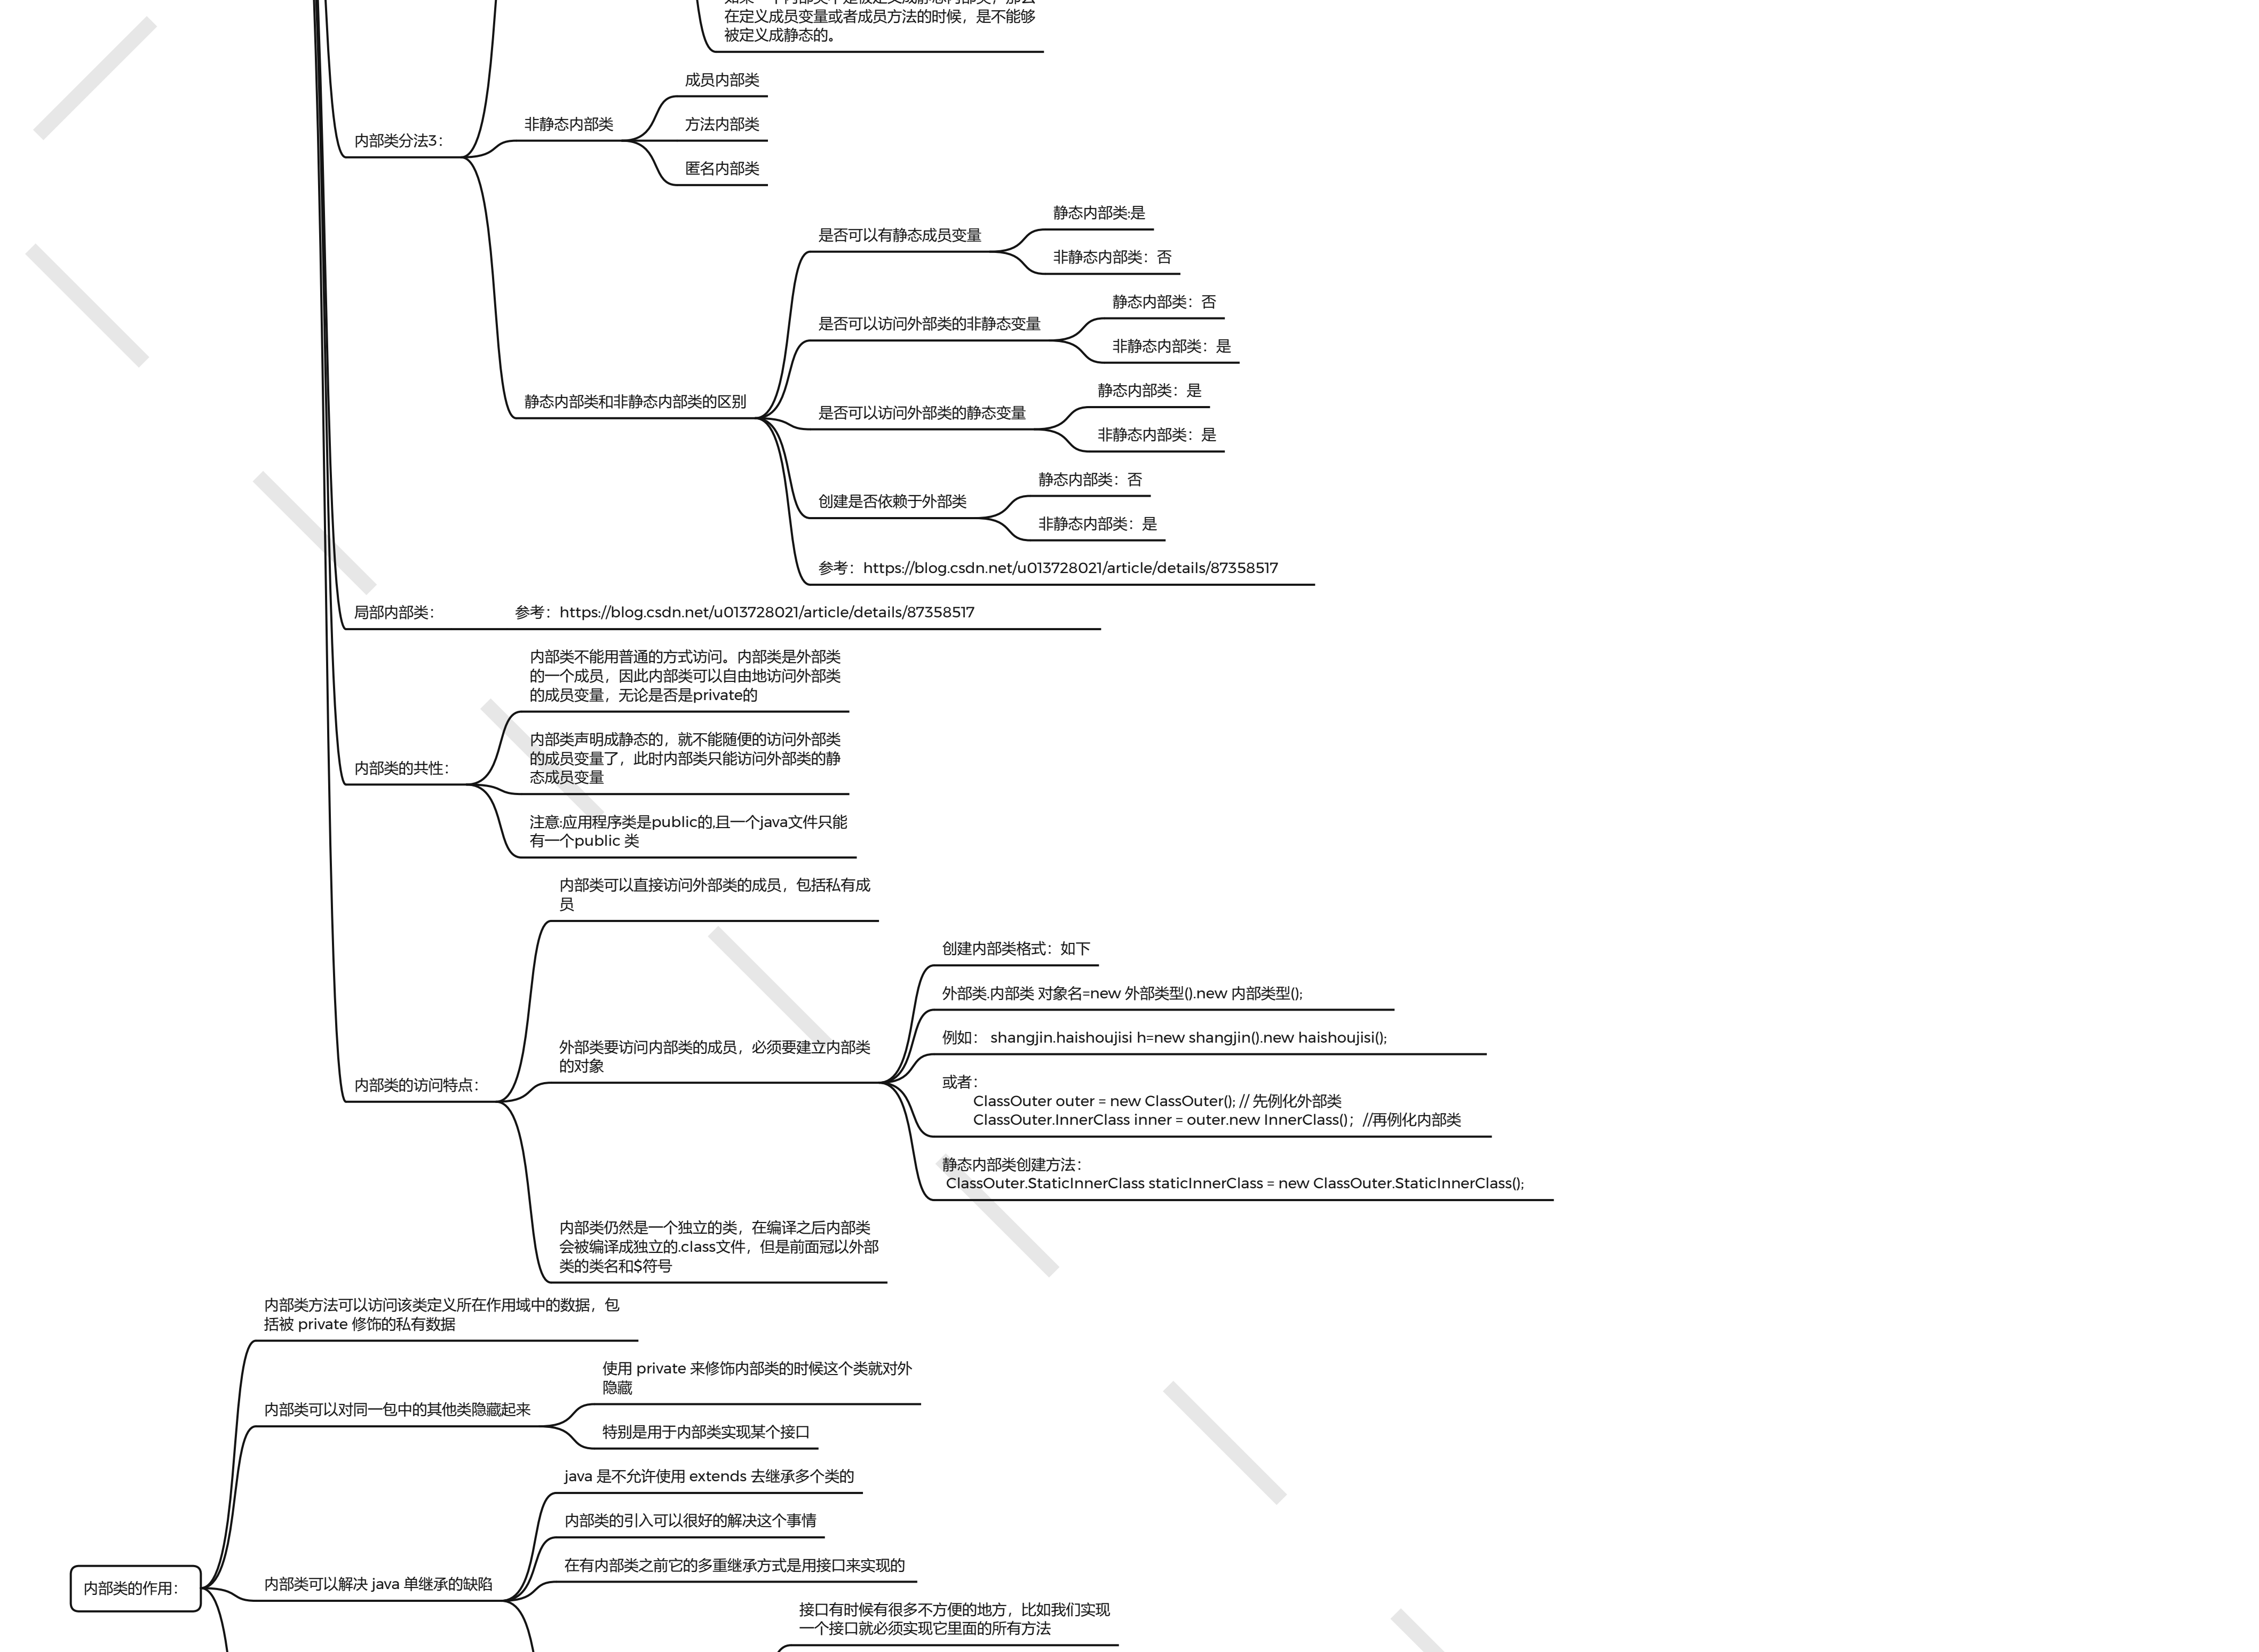 在定义成员变量或者成员方法的时候，是不能够
被定义成静态的。
内部类分法3：
非静态内部类
成员内部类
方法内部类
匿名内部类
静态内部类和非静态内部类的区别
是否可以有静态成员变量
静态内部类:是
非静态内部类：否
是否可以访问外部类的非静态变量
静态内部类：否
非静态内部类：是
是否可以访问外部类的静态变量
静态内部类：是
非静态内部类：是
创建是否依赖于外部类
静态内部类：否
非静态内部类：是
参考：https://blog.csdn.net/u013728021/article/details/87358517
局部内部类：
参考：https://blog.csdn.net/u013728021/article/details/87358517
内部类的共性：
内部类不能用普通的方式访问。内部类是外部类
的一个成员，因此内部类可以自由地访问外部类
的成员变量，无论是否是private的
内部类声明成静态的，就不能随便的访问外部类
的成员变量了，此时内部类只能访问外部类的静
态成员变量
注意:应用程序类是public的,且一个java文件只能
有一个public 类
内部类的访问特点：
内部类可以直接访问外部类的成员，包括私有成
员
外部类要访问内部类的成员，必须要建立内部类
的对象
创建内部类格式：如下
外部类.内部类 对象名=new 外部类型().new 内部类型();
例如： shangjin.haishoujisi h=new shangjin().new haishoujisi();
或者：
ClassOuter outer = new ClassOuter(); // 先例化外部类
ClassOuter.InnerClass inner = outer.new InnerClass()；//再例化内部类
静态内部类创建方法：
ClassOuter.StaticInnerClass staticInnerClass = new ClassOuter.StaticInnerClass();
内部类仍然是一个独立的类，在编译之后内部类
会被编译成独立的.class文件，但是前面冠以外部
类的类名和$符号
内部类的作用：
内部类方法可以访问该类定义所在作用域中的数据，包
括被 private 修饰的私有数据
内部类可以对同一包中的其他类隐藏起来
使用 private 来修饰内部类的时候这个类就对外
隐藏
特别是用于内部类实现某个接口
内部类可以解决 java 单继承的缺陷
java 是不允许使用 extends 去继承多个类的
内部类的引入可以很好的解决这个事情
在有内部类之前它的多重继承方式是用接口来实现的
接口有时候有很多不方便的地方，比如我们实现
一个接口就必须实现它里面的所有方法